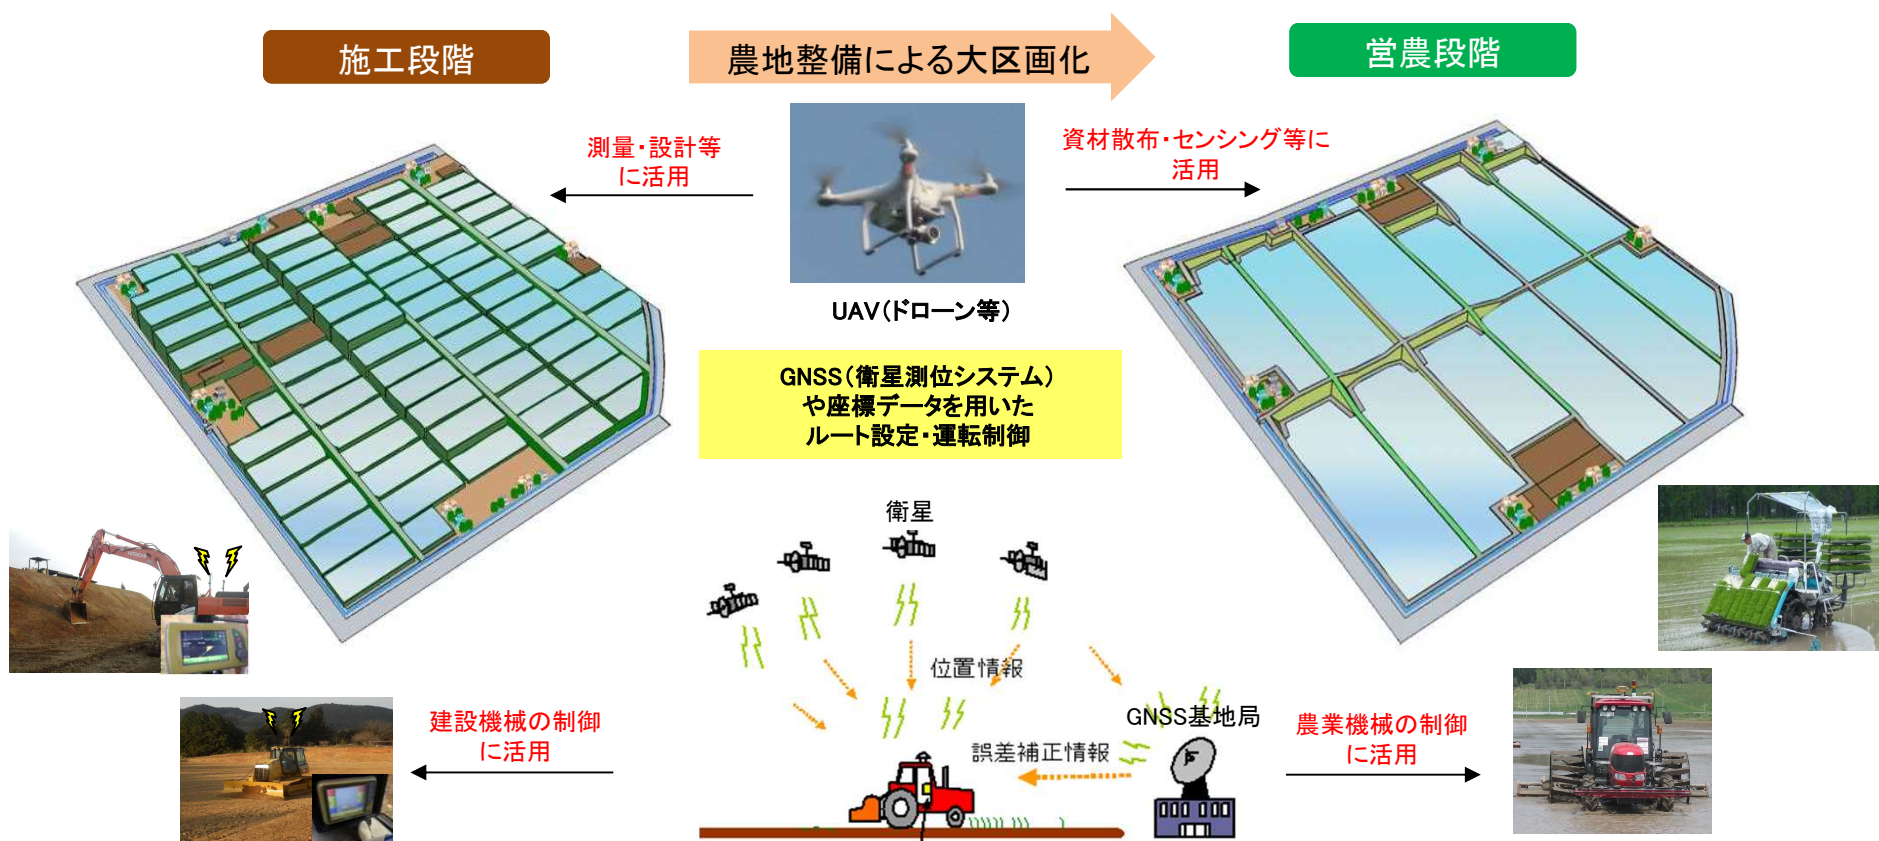 施工段階
農地整備による大区画化
営農段階
測量・設計等
に活用
資材散布・センシング等に
活用
UAV(ドローン等)
GNSS(衛星測位システム)
や座標データを用いた
ルート設定・運転制御
衛星
位置情報
GNSS基地局
誤差補正情報
建設機械の制御
に活用
農業機械の制御
に活用